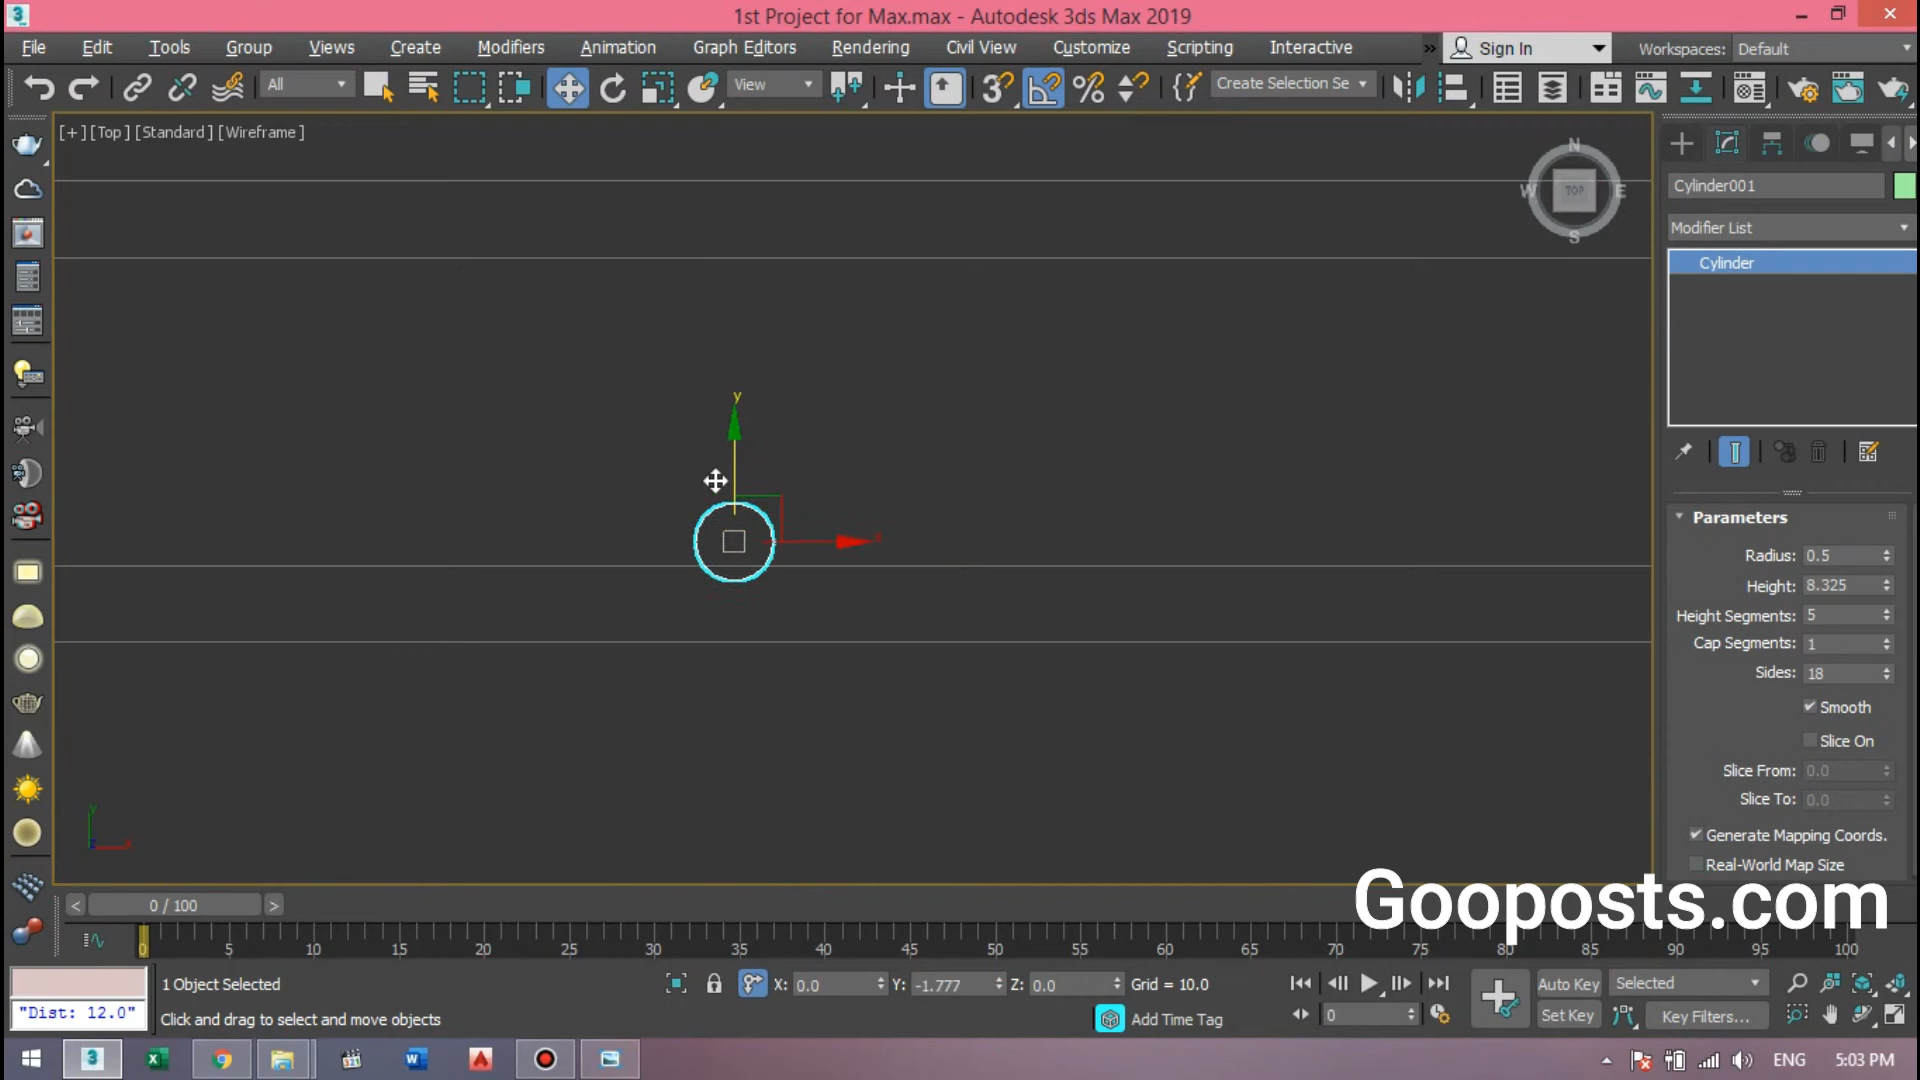 1st Project for Max.max - Autodesk 3ds Max 2019
File Edit Tools Group Views Create Modifiers Animation Graph Editors Rendering Civil View Customize Scripting Interactive » Sign In Workspaces: Default
All View Create Selection Se
[+] [Top] [Standard] [Wireframe]
N
W TOP E
S
Cylinder001
Modifier List
Cylinder
y
x
Parameters
Radius: 0.5
Height: 8.325
Height Segments: 5
Cap Segments: 1
Sides: 18
Smooth
Slice On
Slice From: 0.0
Slice To: 0.0
Generate Mapping Coords.
Real-World Map Size
y
z x
Gooposts.com
< 0 / 100 >
0 5 10 15 20 25 30 35 40 45 50 55 60 65 70 75 80 85 90 95 100
1 Object Selected X: 0.0 Y: -1.777 Z: 0.0 Grid = 10.0 Auto Key Selected
"Dist: 12.0" Click and drag to select and move objects Add Time Tag 0 Set Key Key Filters...
ENG 5:03 PM